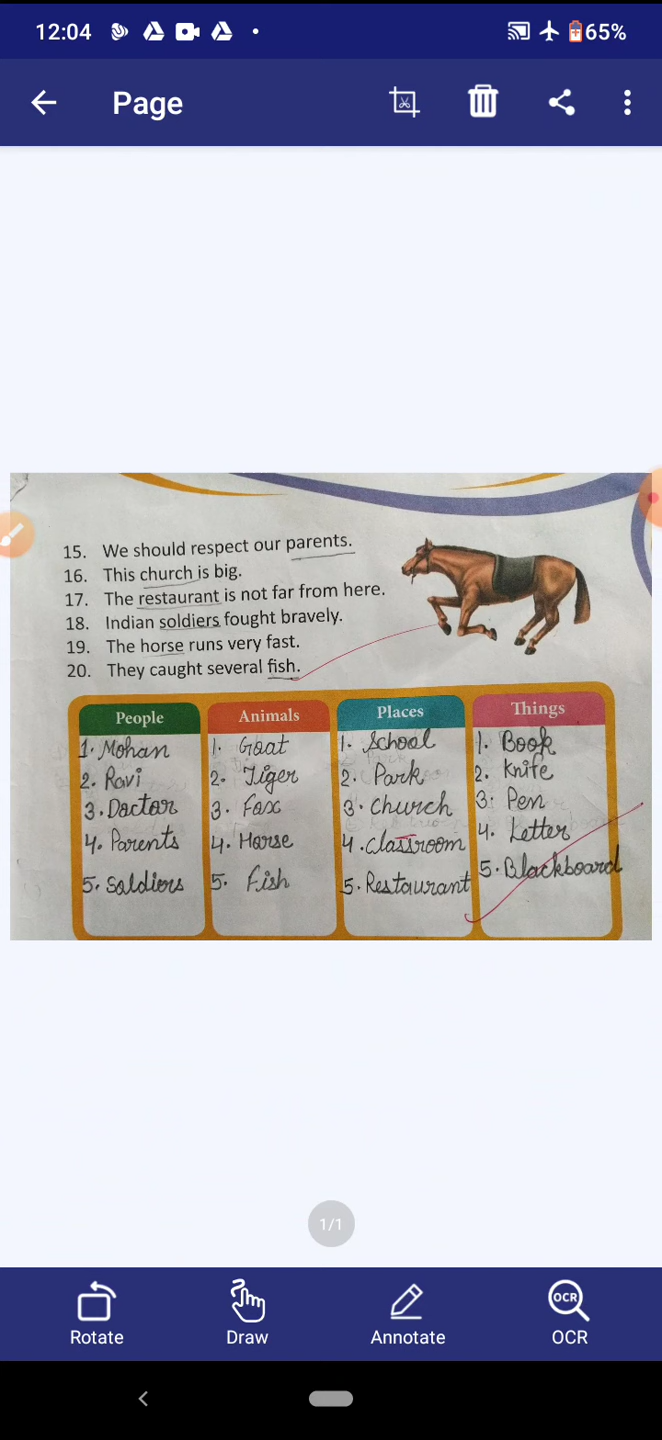 12:04
65%
Page
15. We should respect our parents.
16. This church is big.
17. The restaurant is not far from here.
18. Indian soldiers fought bravely.
19. The horse runs very fast.
20. They caught several fish.
People Animals Places Things
1. Mohan 1. Goat 1. School 1. Book
2. Ravi 2. Tiger 2. Park 2. Knife
3. Doctor 3. Fox 3. Church 3. Pen
4. Parents 4. Horse 4. Classroom 4. Letter
5. Soldiers 5. Fish 5. Restaurant 5. Blackboard
1/1
Rotate Draw Annotate OCR